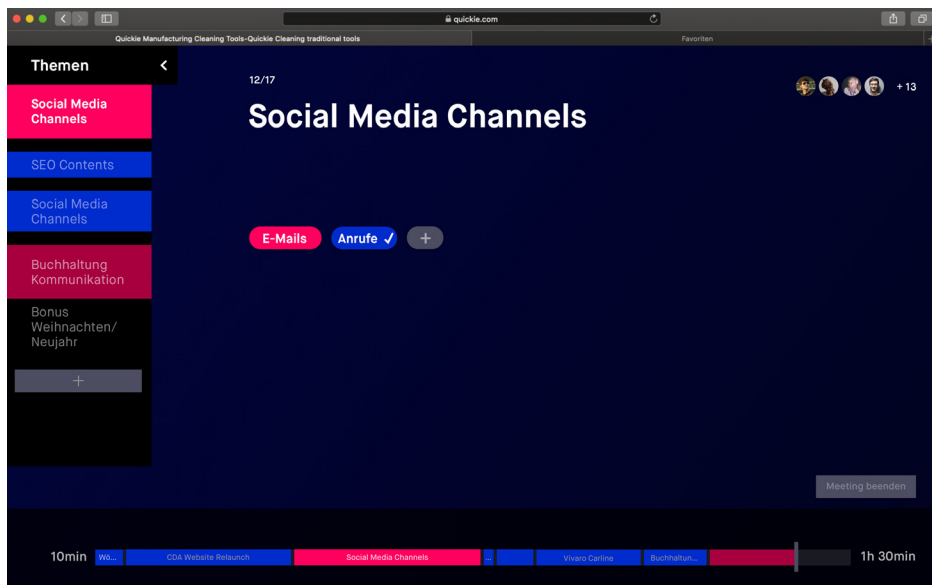 quickie.com
Quickie Manufacturing Cleaning Tools-Quickie Cleaning traditional tools
Favoriten
Themen
Social Media
Channels
SEO Contents
Social Media
Channels
Buchhaltung
Kommunikation
Bonus
Weihnachten/
Neujahr
+
12/17
+ 13
Social Media Channels
E-Mails
Anrufe ✓
+
Meeting beenden
10min
Wö...
CDA Website Relaunch
Social Media Channels
...
Vivaro Carline
Buchhaltun...
1h 30min